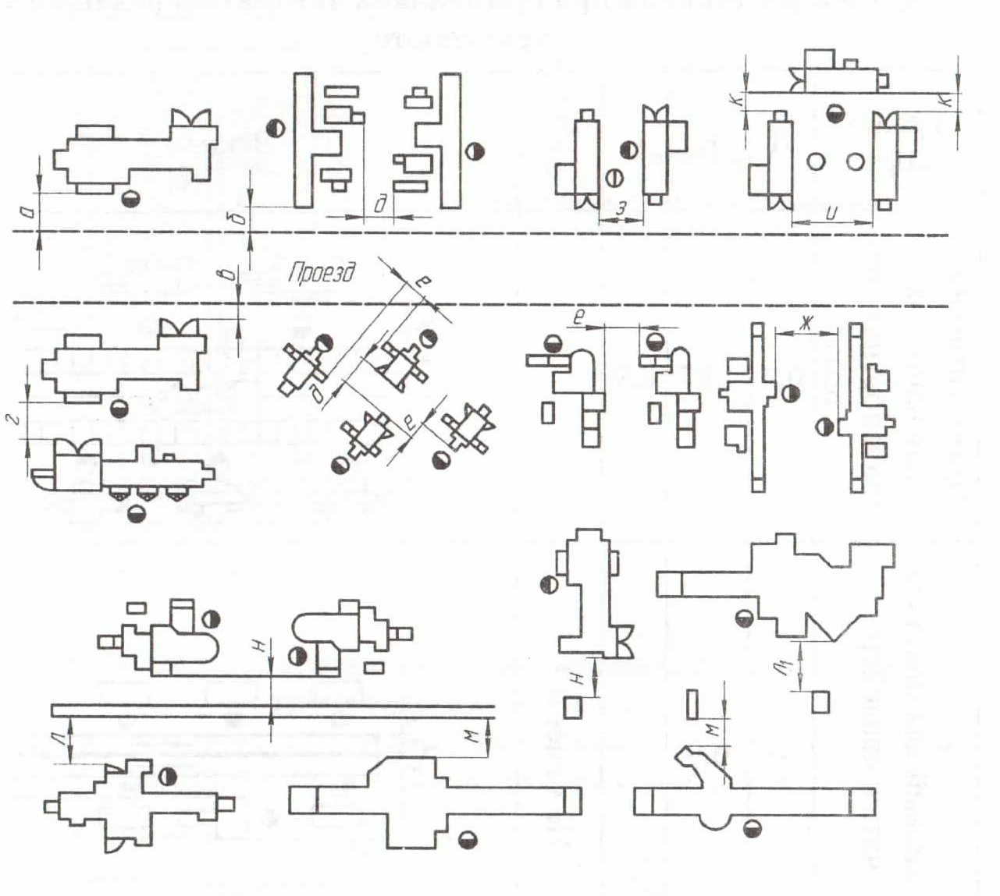 к
к
а
б
д
з
и
в
Проезд
е
е
ж
д
е
г
н
н
л₁
л
м
м